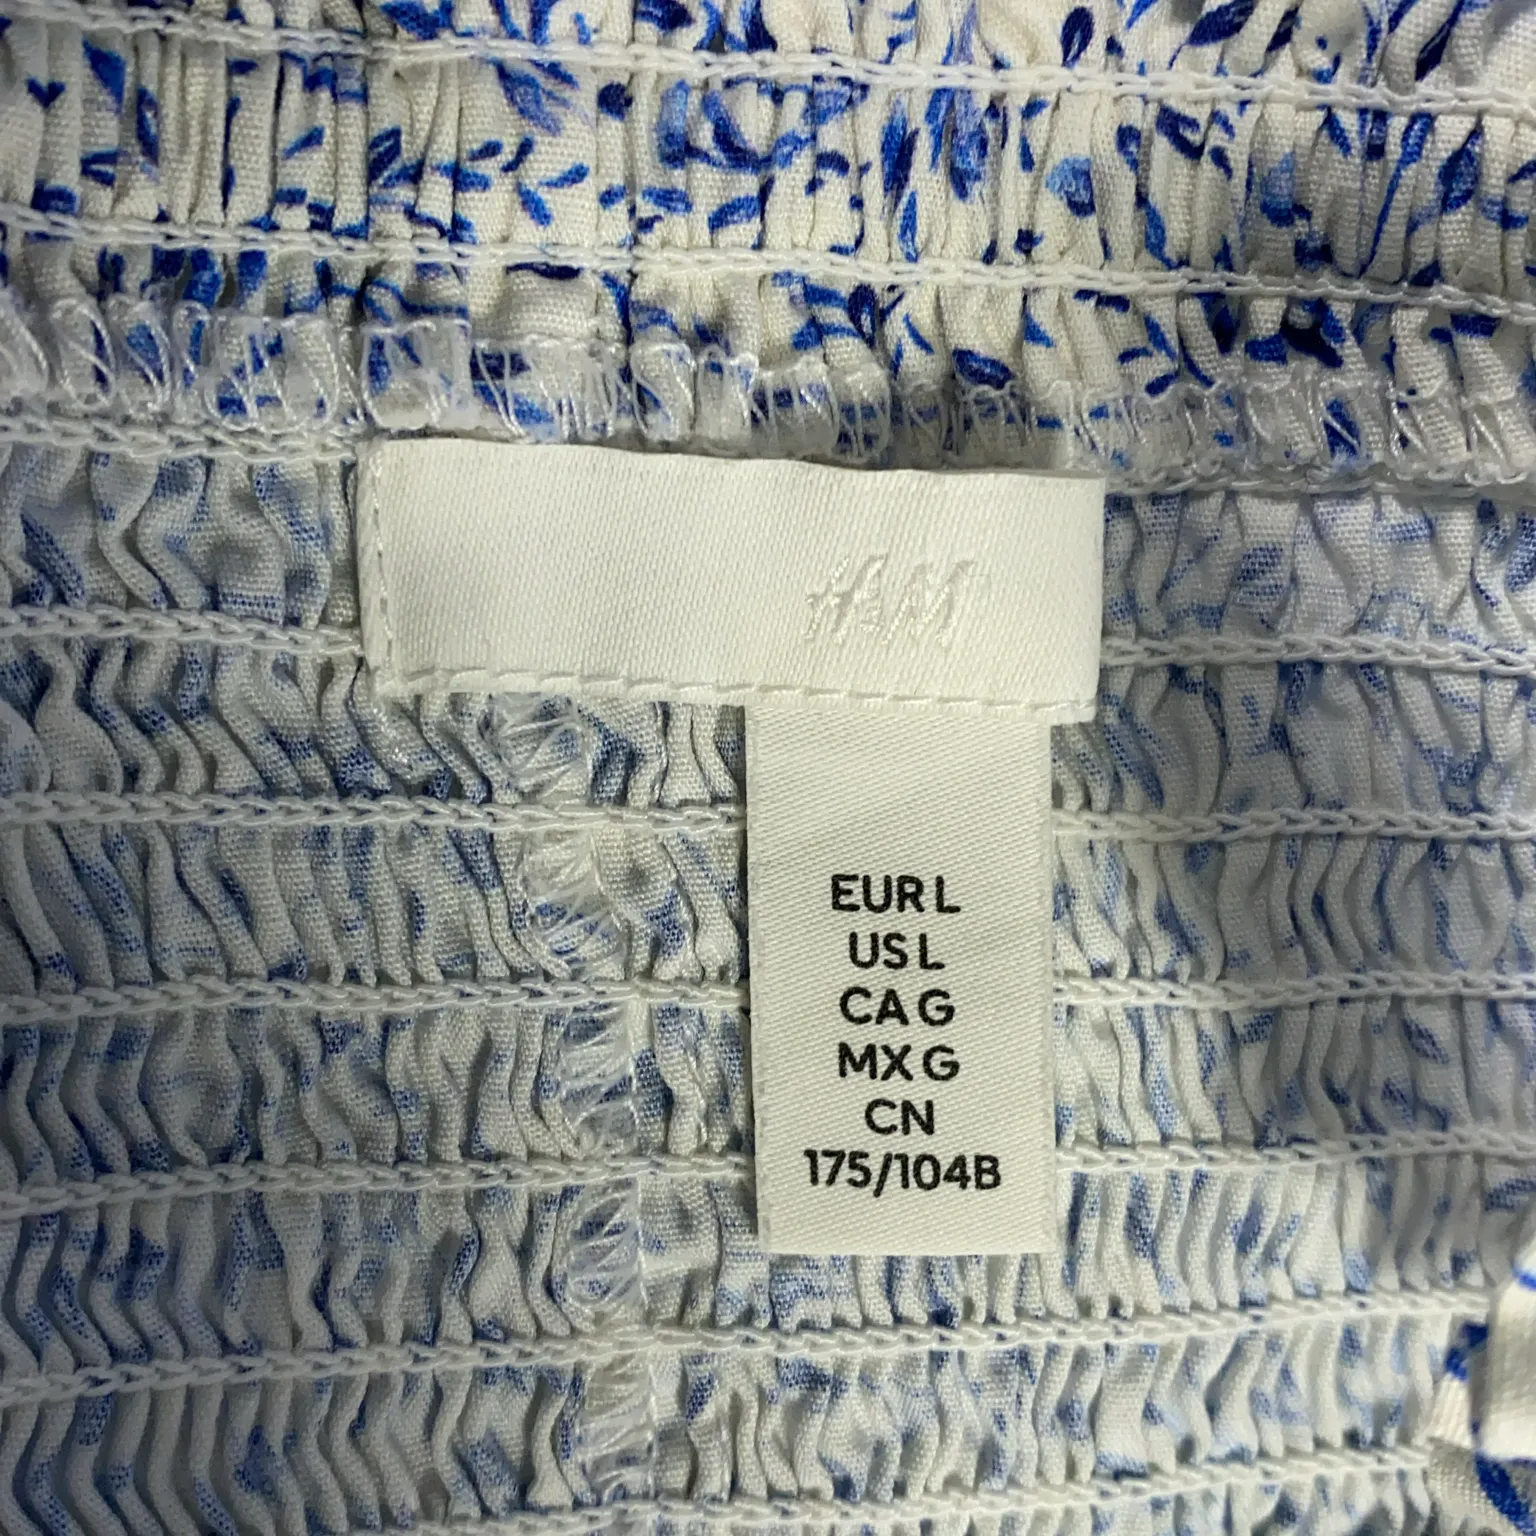 H&M
EUR L
US L
CA G
MX G
CN
175/104B